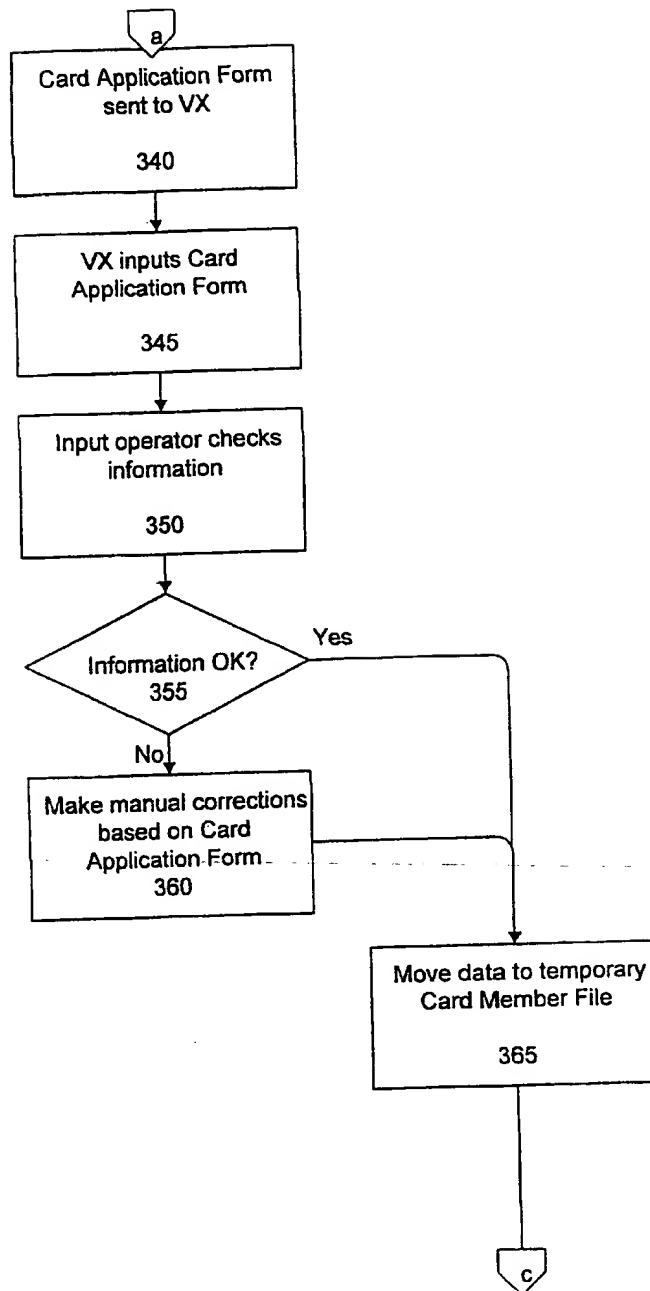 a
Card Application Form
sent to VX
340
VX inputs Card
Application Form
345
Input operator checks
information
350
Information OK?
355
Yes
No
Make manual corrections
based on Card
Application Form
360
Move data to temporary
Card Member File
365
c